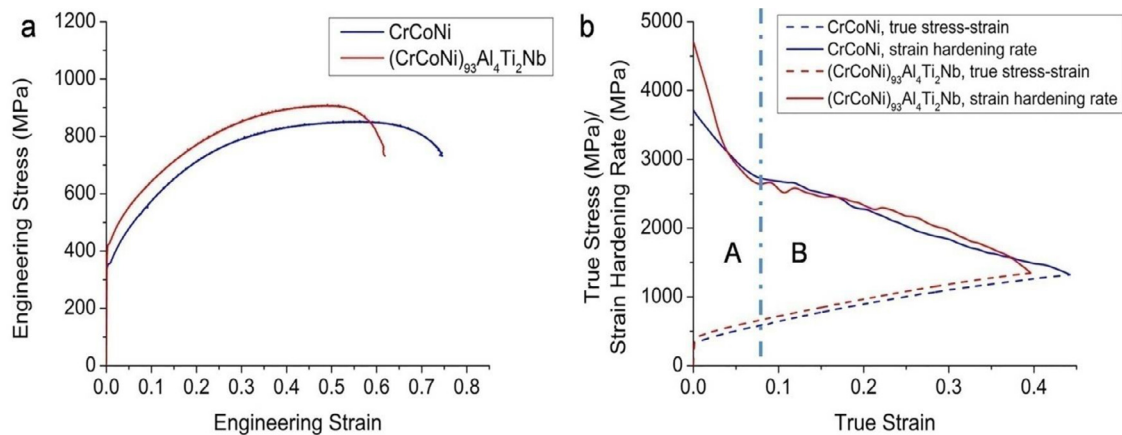 a
Engineering Stress (MPa)
1200
1000
800
600
400
200
0
0.0 0.1 0.2 0.3 0.4 0.5 0.6 0.7 0.8
Engineering Strain
CrCoNi
(CrCoNi)₉₃Al₄Ti₂Nb
b
True Stress (MPa)/
Strain Hardening Rate (MPa)
5000
4000
3000
2000
1000
0
0.0 0.1 0.2 0.3 0.4
True Strain
CrCoNi, true stress-strain
CrCoNi, strain hardening rate
(CrCoNi)₉₃Al₄Ti₂Nb, true stress-strain
(CrCoNi)₉₃Al₄Ti₂Nb, strain hardening rate
A B